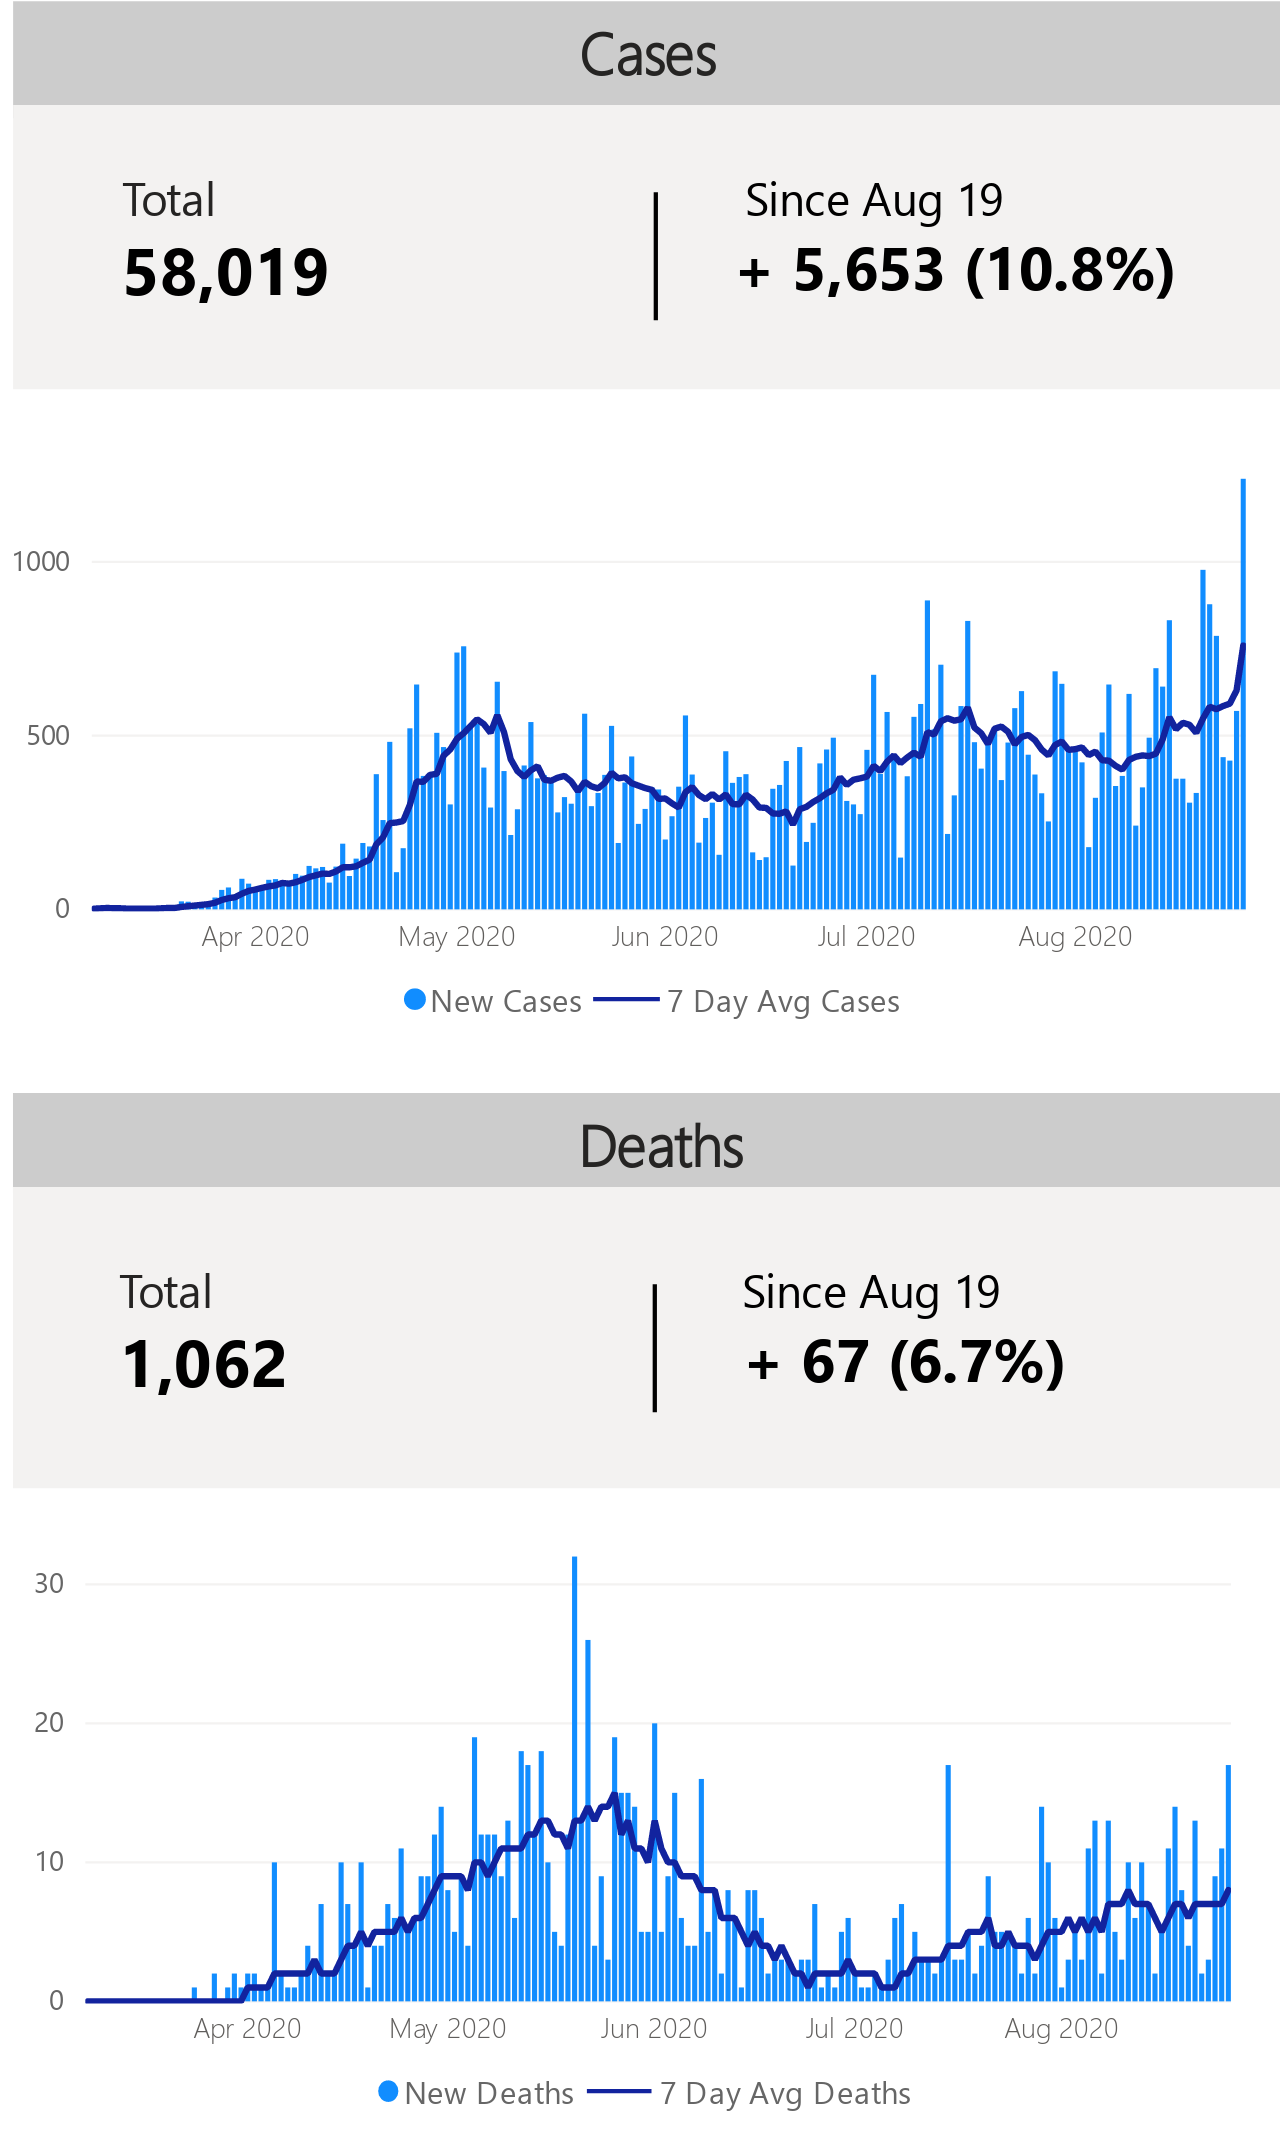 Cases
Total
Since Aug 19
58,019
+ 5,653 (10.8%)
1000
500
0
Apr 2020
May 2020
Jun 2020
Jul 2020
Aug 2020
New Cases
7 Day Avg Cases
Deaths
Total
Since Aug 19
1,062
+ 67 (6.7%)
30
20
10
0
Apr 2020
May 2020
Jun 2020
Jul 2020
Aug 2020
New Deaths
7 Day Avg Deaths